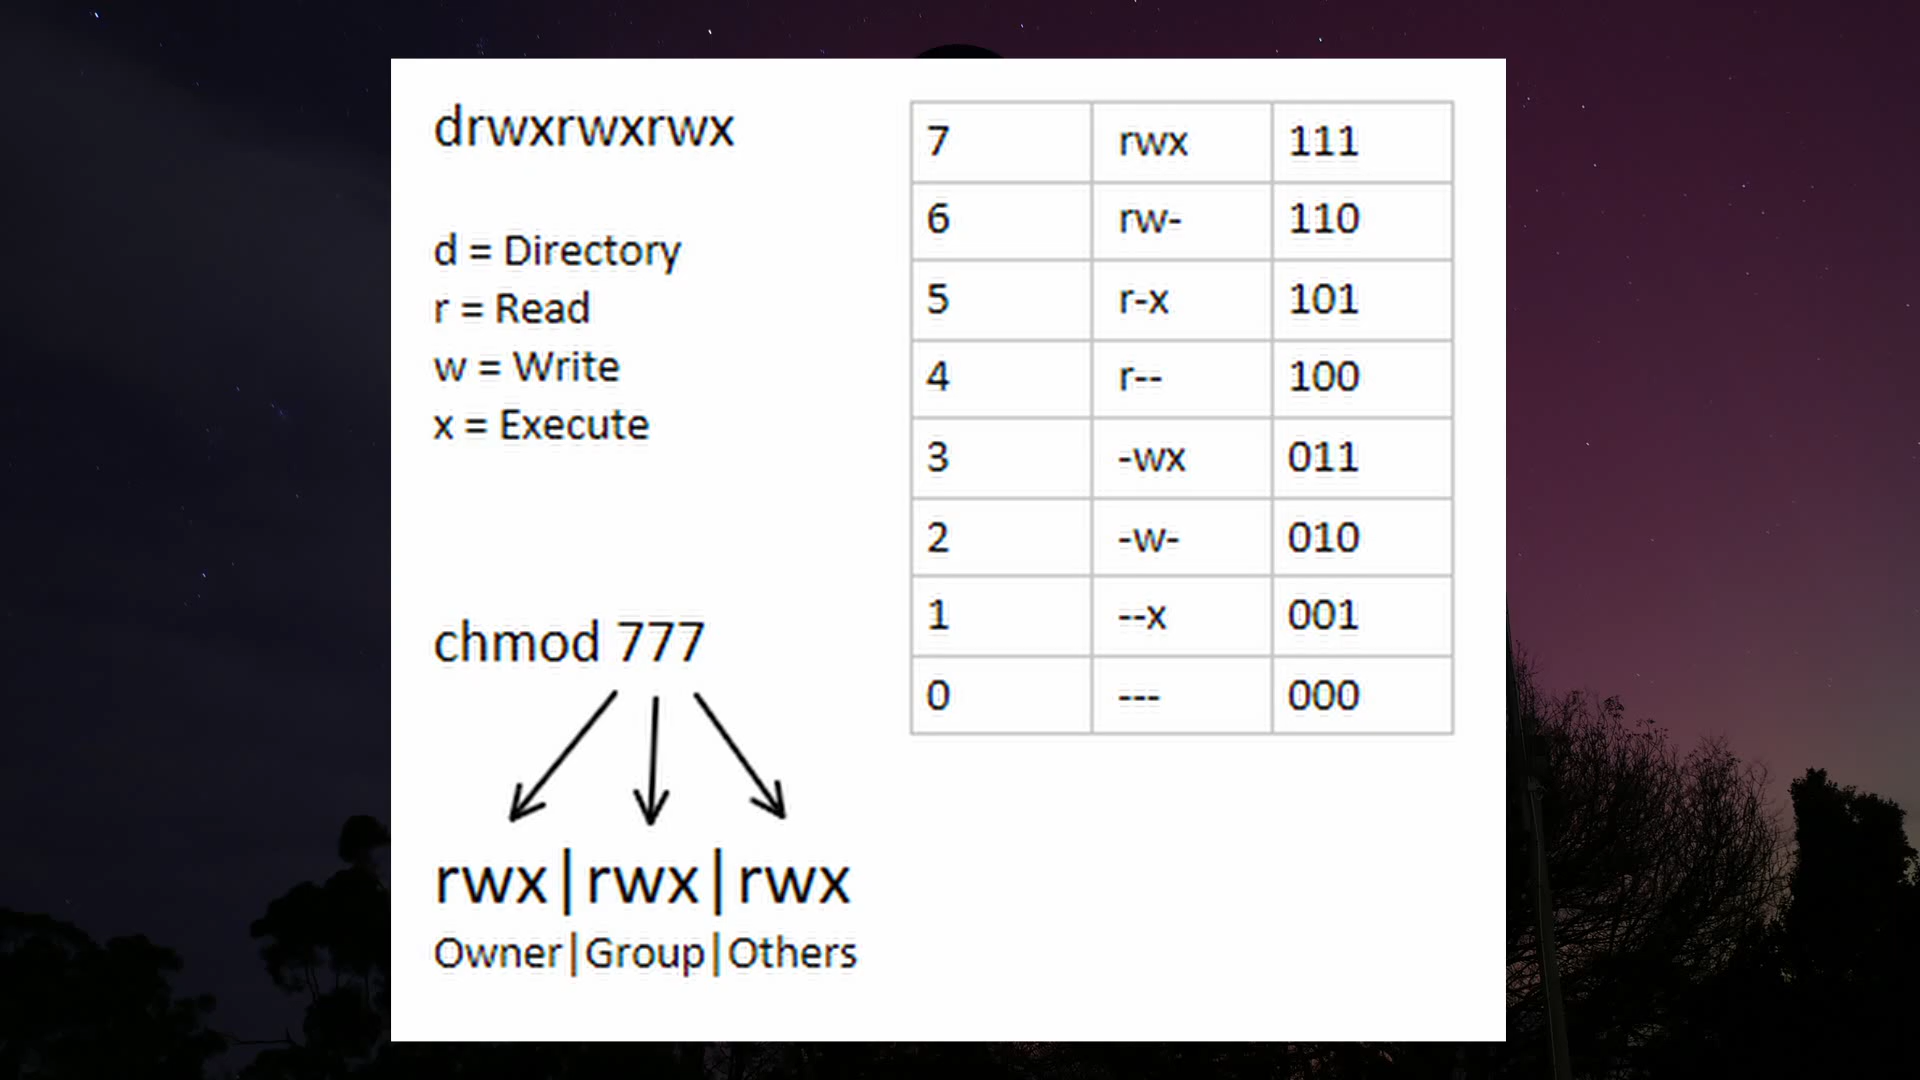 drwxrwxrwx
d = Directory
r = Read
w = Write
x = Execute
chmod 777
rwx|rwx|rwx
Owner|Group|Others
7 rwx 111
6 rw- 110
5 r-x 101
4 r-- 100
3 -wx 011
2 -w- 010
1 --x 001
0 --- 000